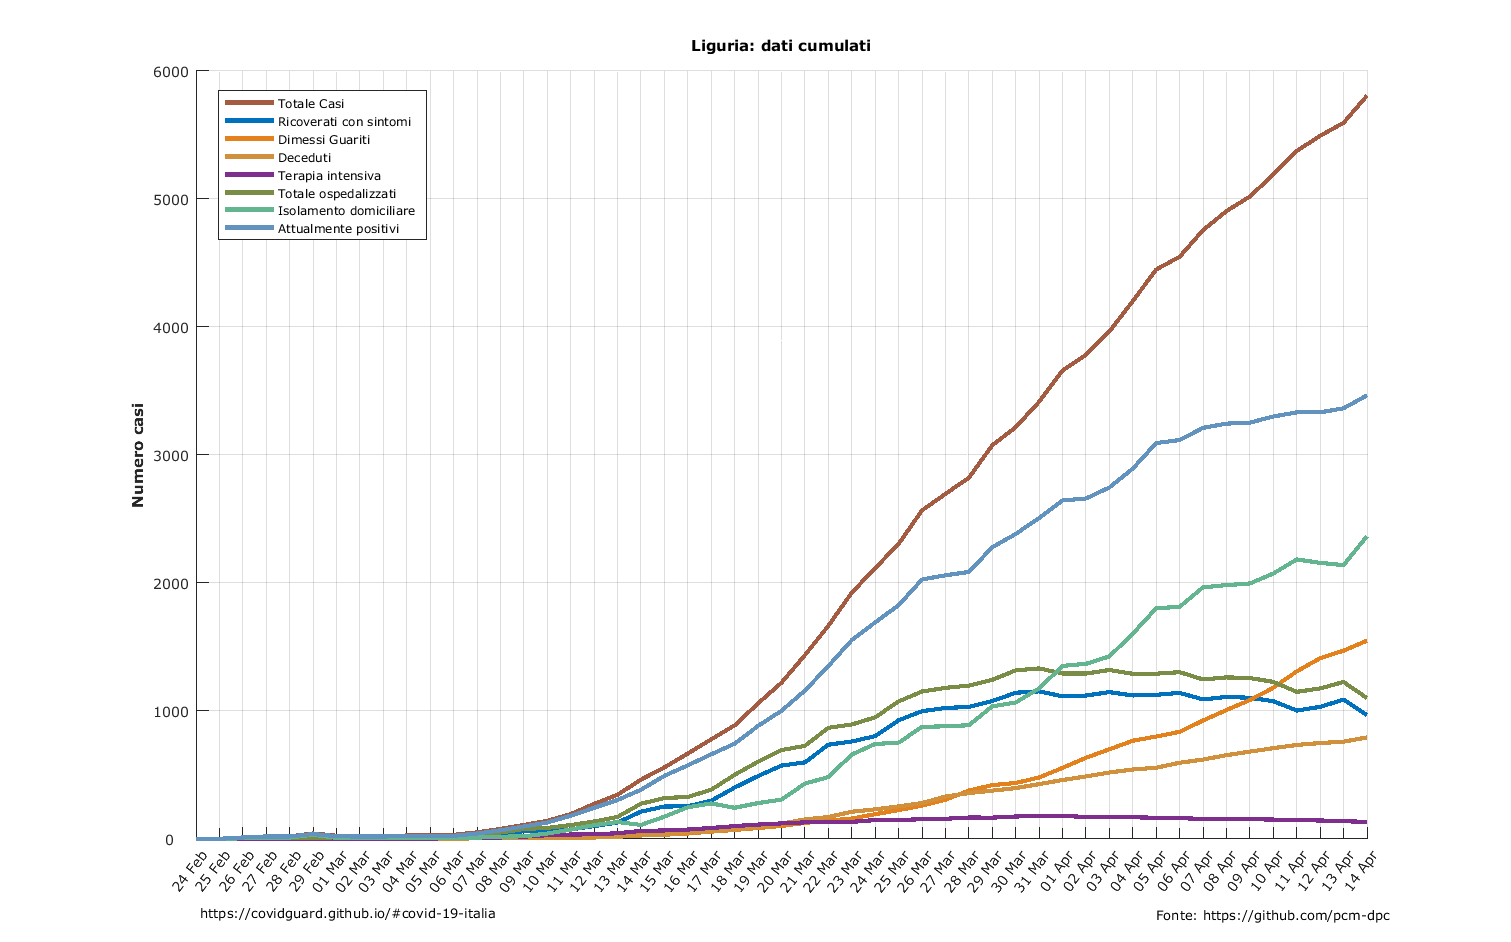 Liguria: dati cumulati
6000
5000
4000
3000
2000
1000
0
Numero casi
Totale Casi
Ricoverati con sintomi
Dimessi Guariti
Deceduti
Terapia intensiva
Totale ospedalizzati
Isolamento domiciliare
Attualmente positivi
24 Feb
25 Feb
26 Feb
27 Feb
28 Feb
29 Feb
01 Mar
02 Mar
03 Mar
04 Mar
05 Mar
06 Mar
07 Mar
08 Mar
09 Mar
10 Mar
11 Mar
12 Mar
13 Mar
14 Mar
15 Mar
16 Mar
17 Mar
18 Mar
19 Mar
20 Mar
21 Mar
22 Mar
23 Mar
24 Mar
25 Mar
26 Mar
27 Mar
28 Mar
29 Mar
30 Mar
31 Mar
01 Apr
02 Apr
03 Apr
04 Apr
05 Apr
06 Apr
07 Apr
08 Apr
09 Apr
10 Apr
11 Apr
12 Apr
13 Apr
14 Apr
https://covidguard.github.io/#covid-19-italia
Fonte: https://github.com/pcm-dpc